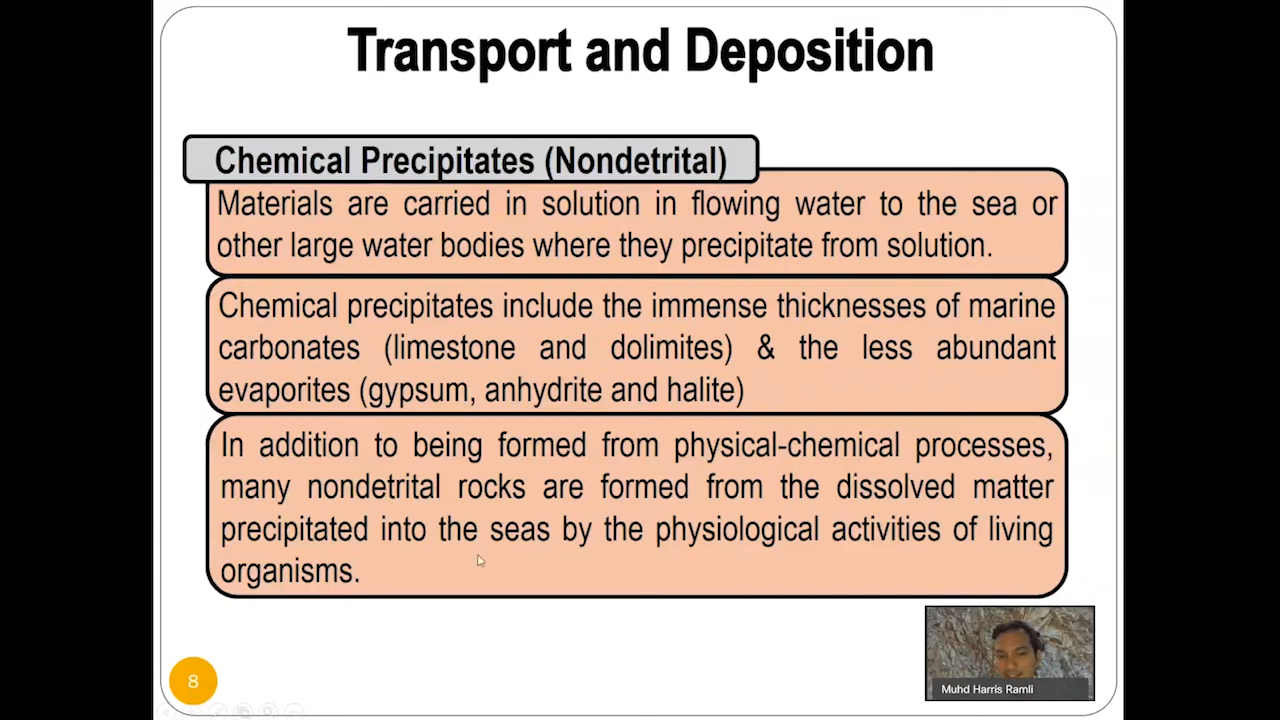 Transport and Deposition
Chemical Precipitates (Nondetrital)
Materials are carried in solution in flowing water to the sea or
other large water bodies where they precipitate from solution.
Chemical precipitates include the immense thicknesses of marine
carbonates (limestone and dolimites) & the less abundant
evaporites (gypsum, anhydrite and halite)
In addition to being formed from physical-chemical processes,
many nondetrital rocks are formed from the dissolved matter
precipitated into the seas by the physiological activities of living
organisms.
8
Muhd Harris Ramli